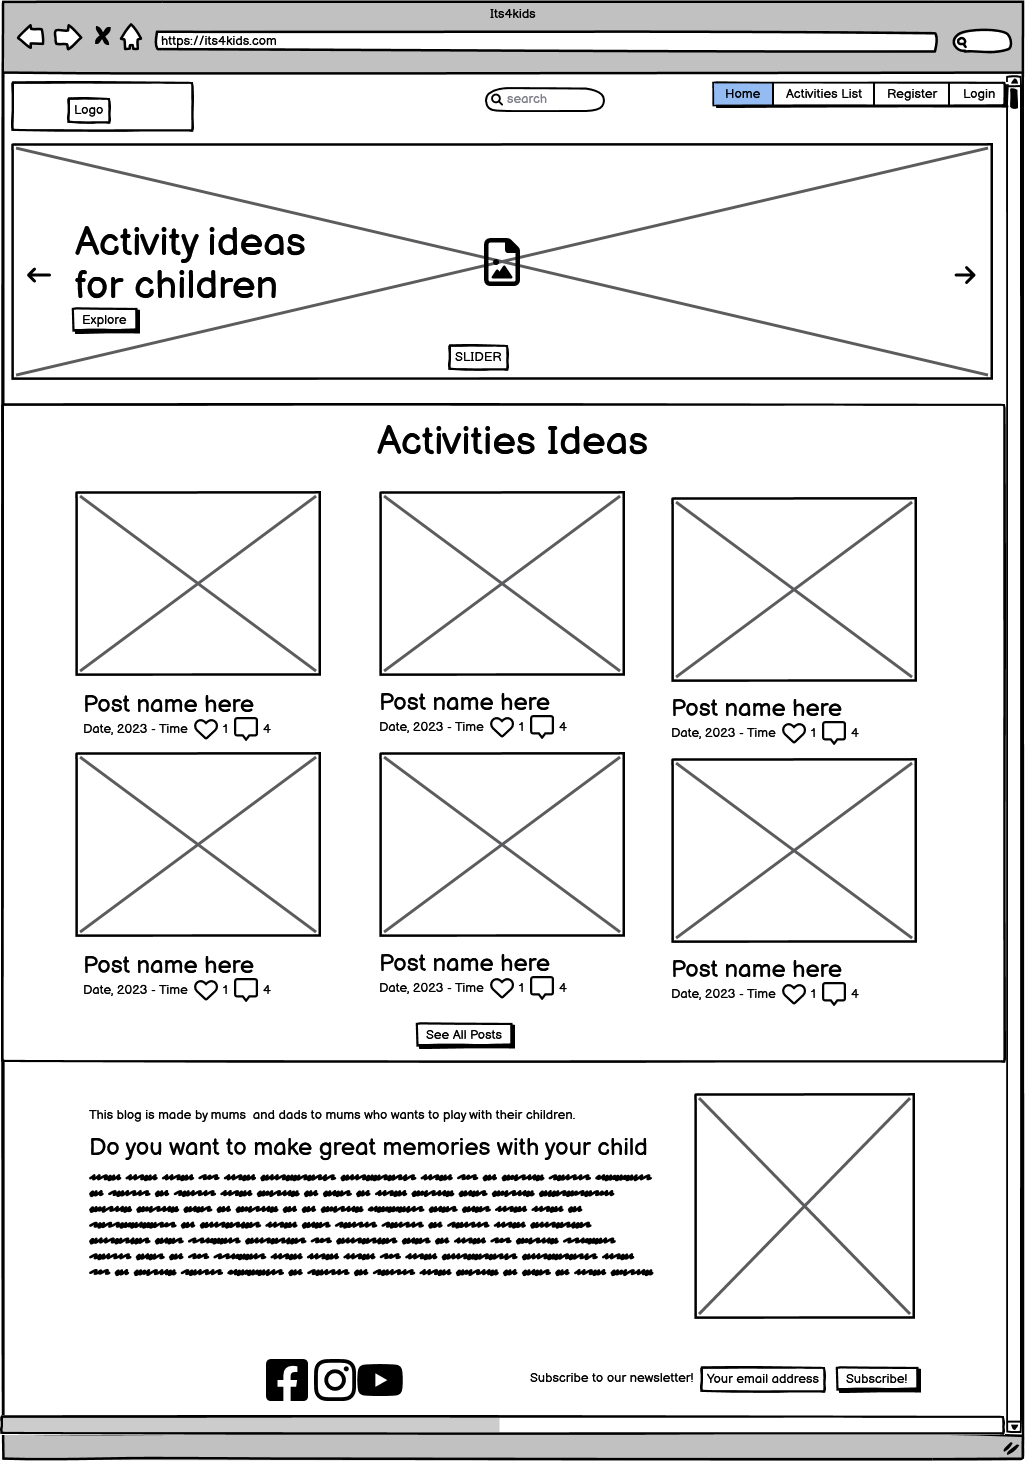 Its4kids
https://its4kids.com
Logo
search
Home Activities List Register Login
Activity ideas
for children
Explore
SLIDER
Activities Ideas
Post name here
Date, 2023 - Time 1 4
Post name here
Date, 2023 - Time 1 4
Post name here
Date, 2023 - Time 1 4
Post name here
Date, 2023 - Time 1 4
Post name here
Date, 2023 - Time 1 4
Post name here
Date, 2023 - Time 1 4
See All Posts
This blog is made by mums and dads to mums who wants to play with their children.
Do you want to make great memories with your child
Subscribe to our newsletter! Your email address Subscribe!